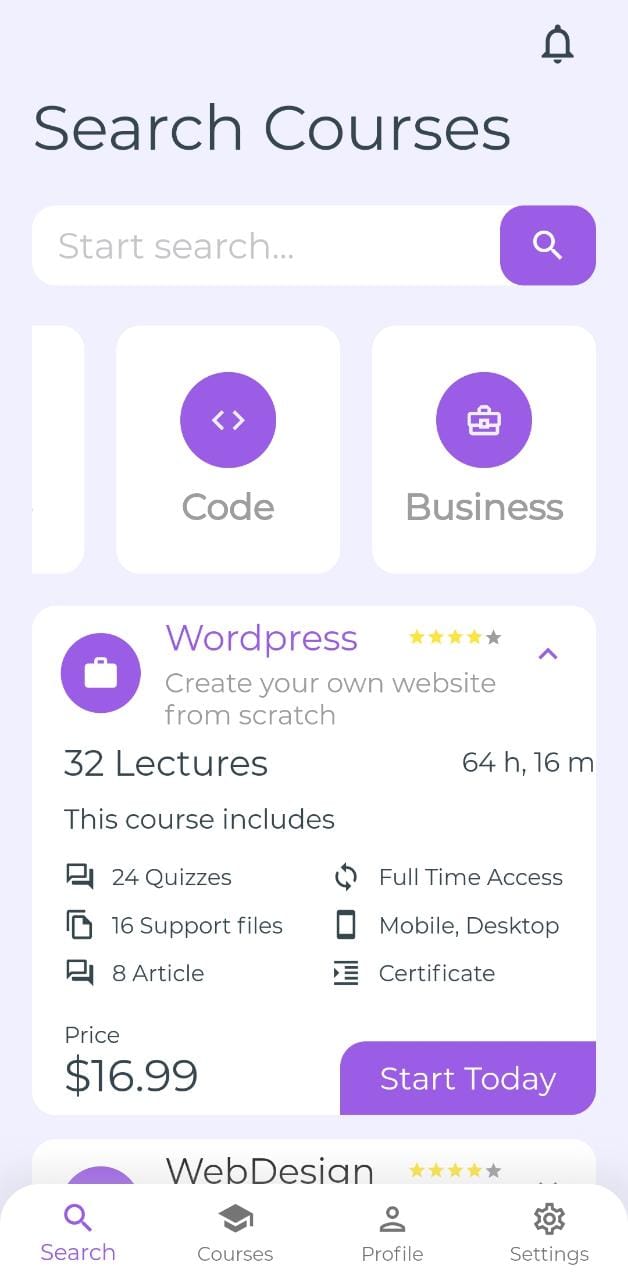 Search Courses
Start search...
Code
Business
Wordpress
Create your own website
from scratch
32 Lectures
64 h, 16 m
This course includes
24 Quizzes
Full Time Access
16 Support files
Mobile, Desktop
8 Article
Certificate
Price
$16.99
Start Today
WebDesign
Search
Courses
Profile
Settings